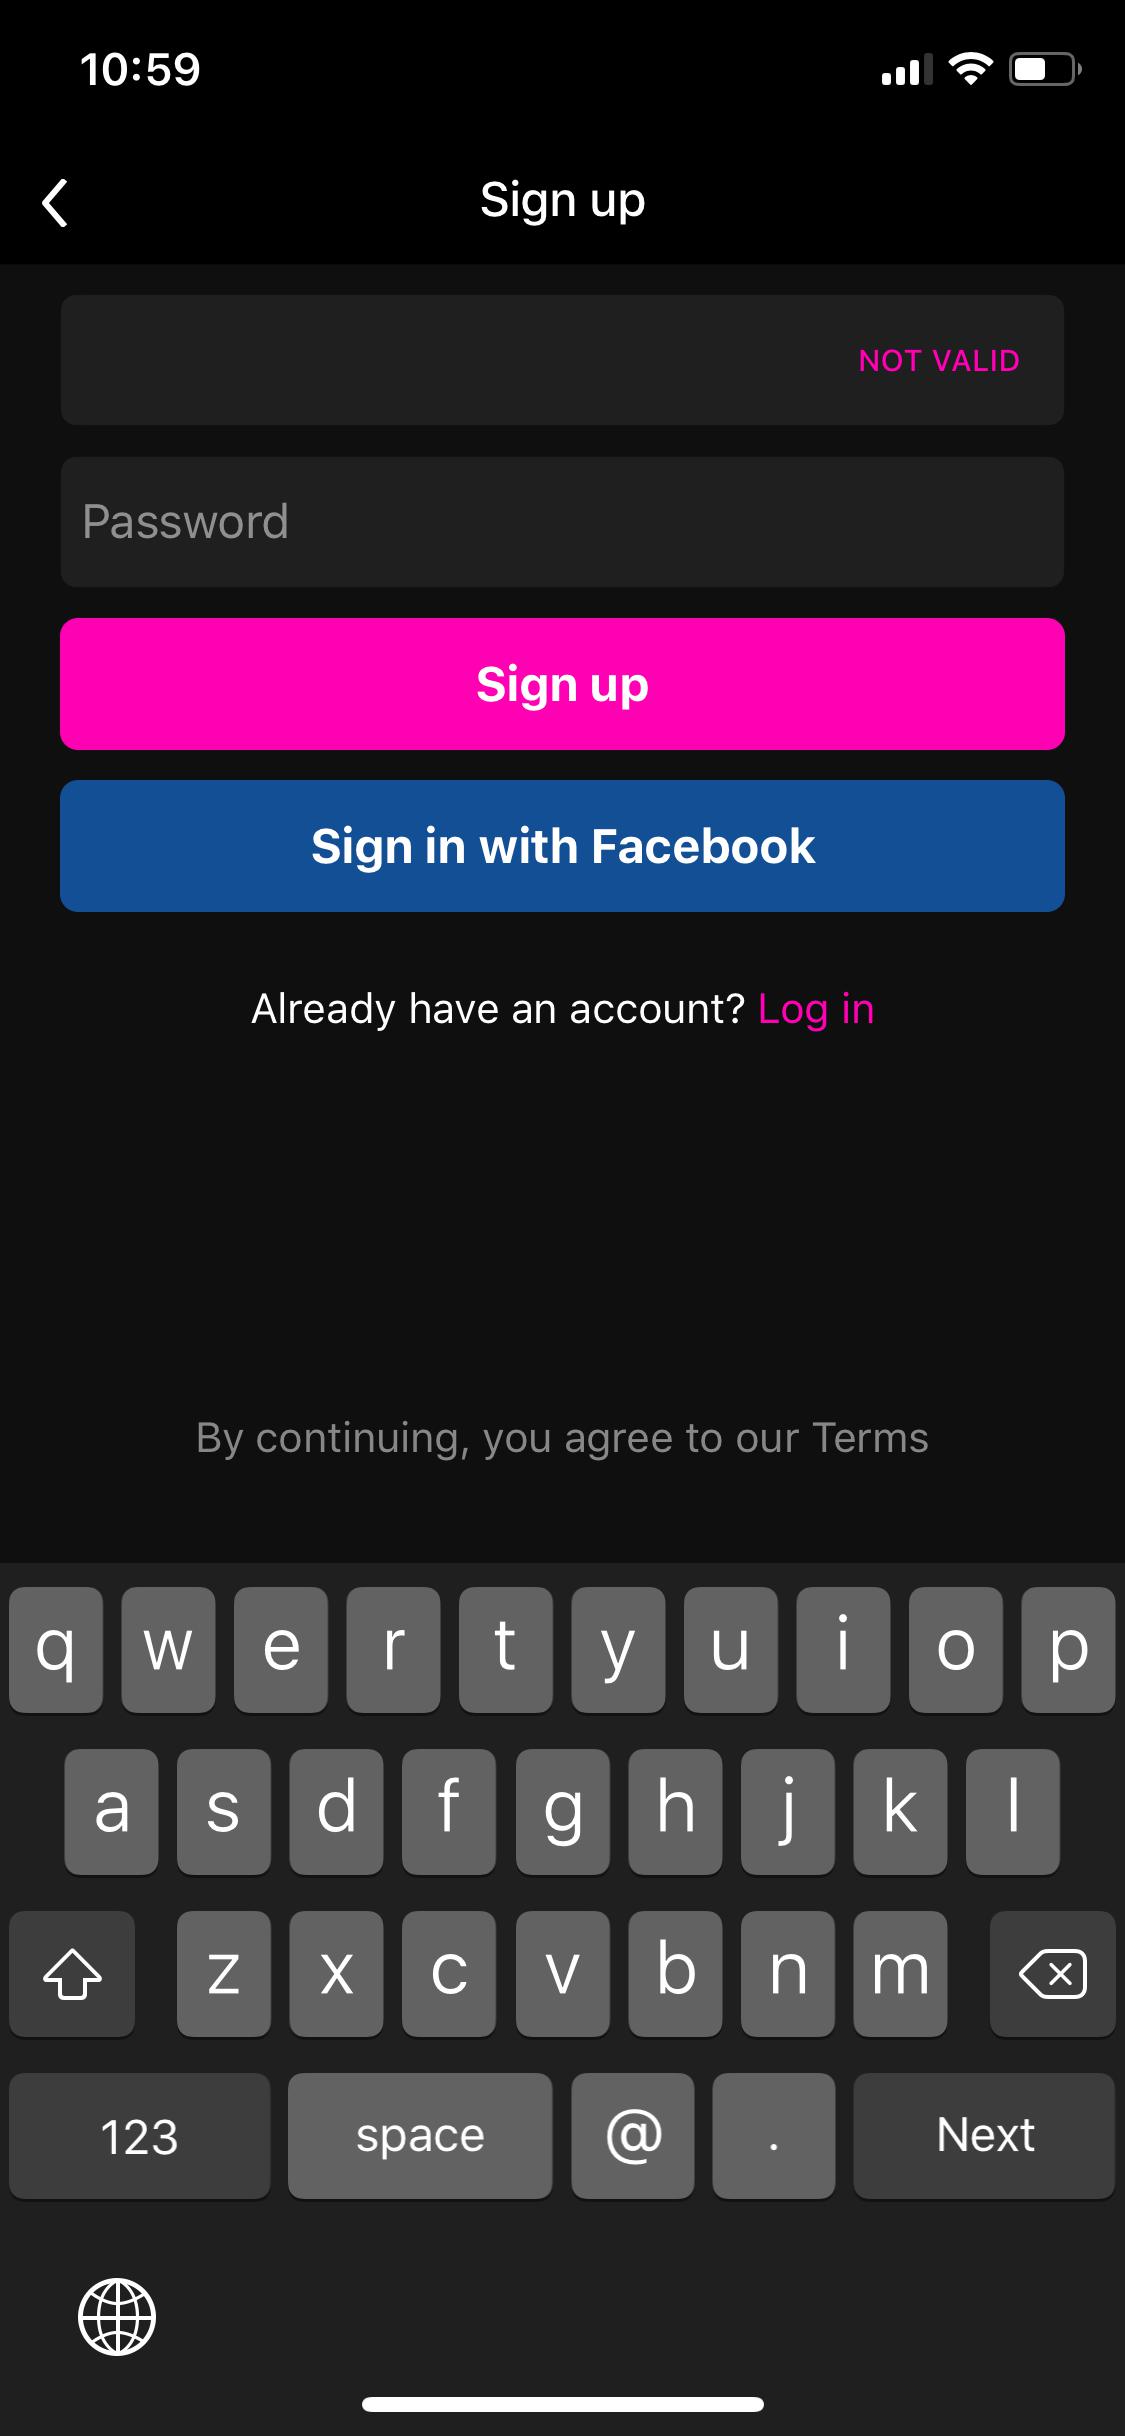 10:59
Sign up
NOT VALID
Password
Sign up
Sign in with Facebook
Already have an account? Log in
By continuing, you agree to our Terms
q w e r t y u i o p
a s d f g h j k l
z x c v b n m
123 space @ . Next